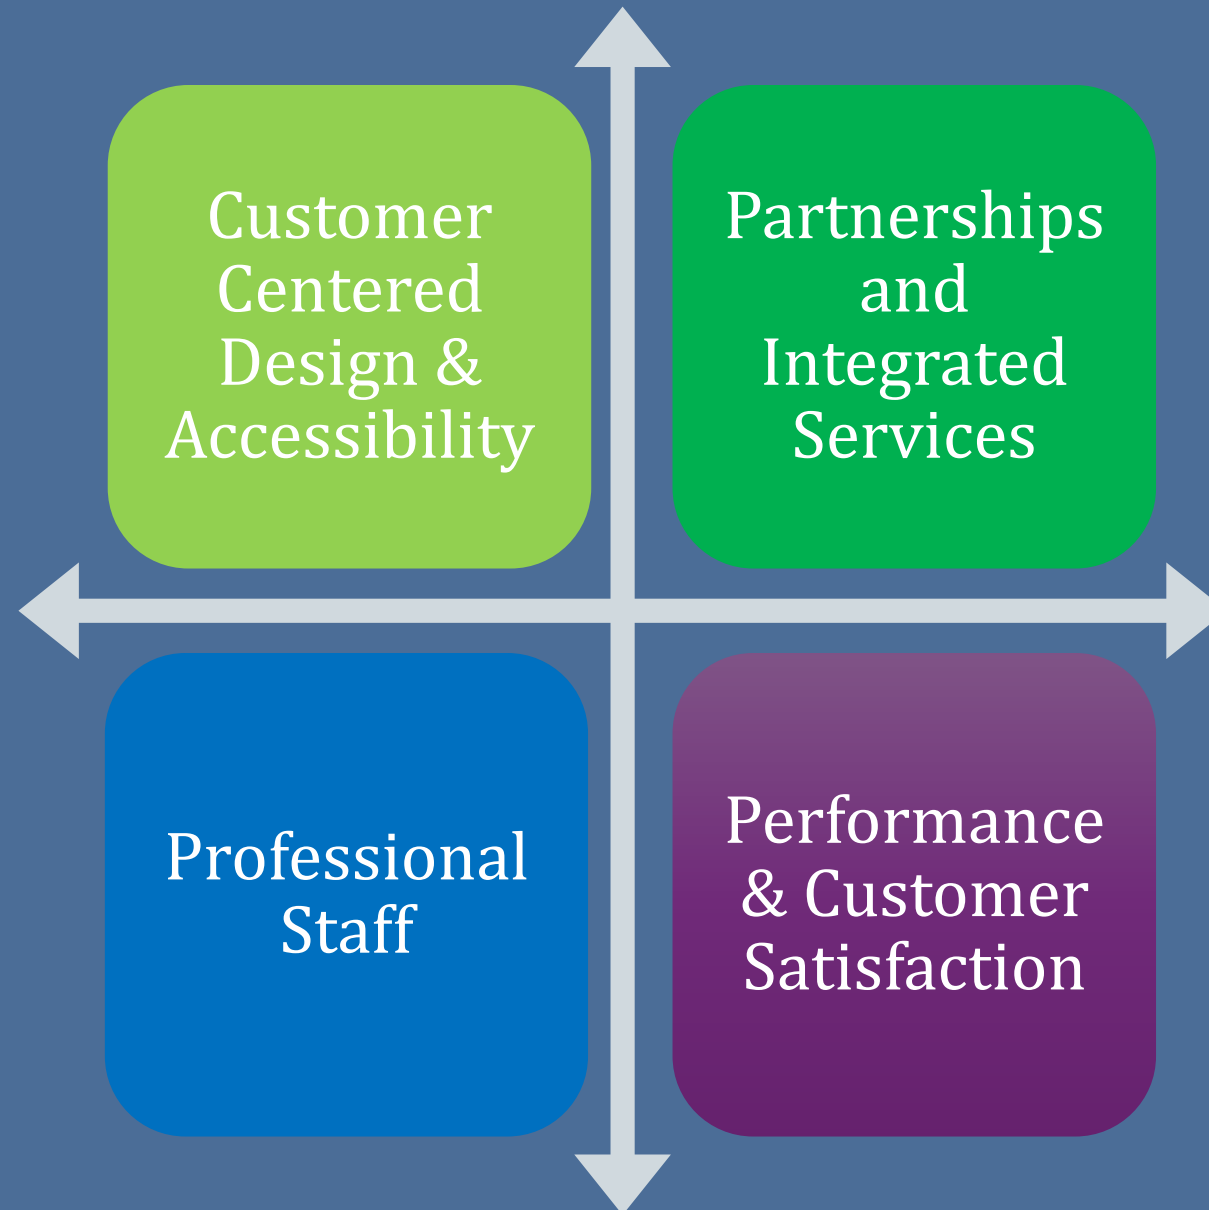 Customer
Centered
Design &
Accessibility
Partnerships
and
Integrated
Services
Professional
Staff
Performance
& Customer
Satisfaction